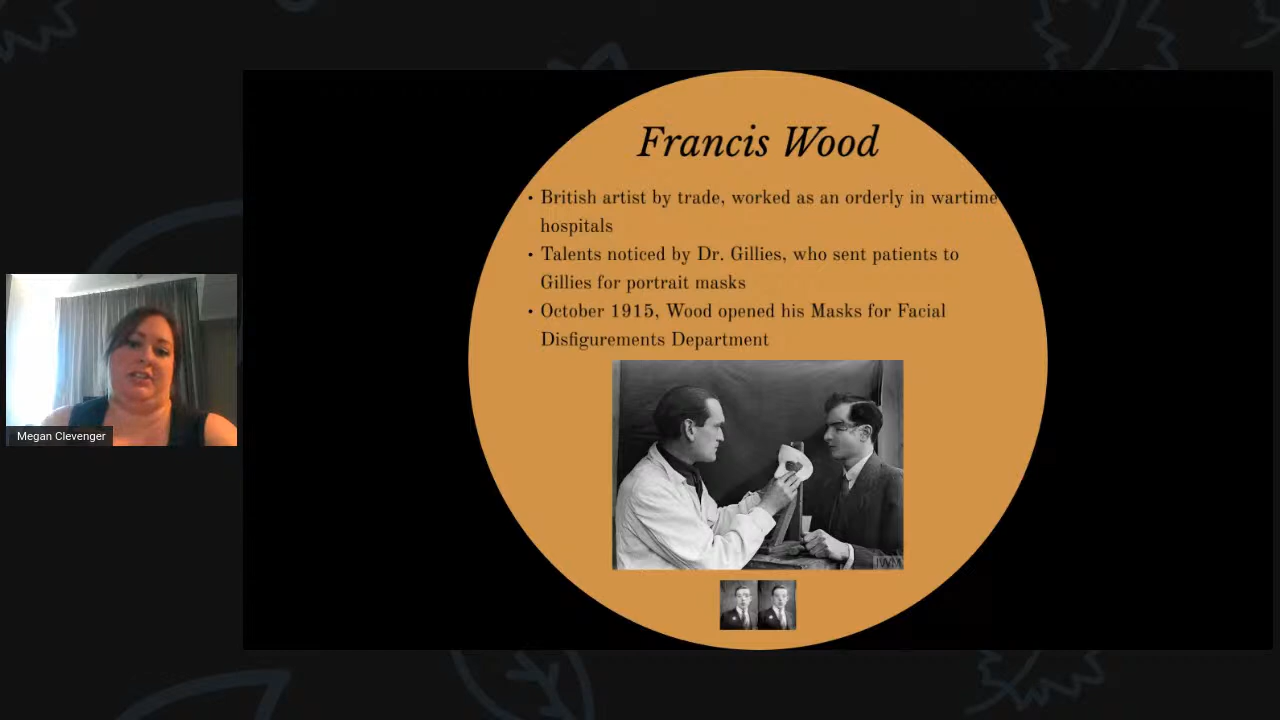 Francis Wood
• British artist by trade, worked as an orderly in wartime
hospitals
• Talents noticed by Dr. Gillies, who sent patients to
Gillies for portrait masks
• October 1915, Wood opened his Masks for Facial
Disfigurements Department
IWM
Megan Clevenger